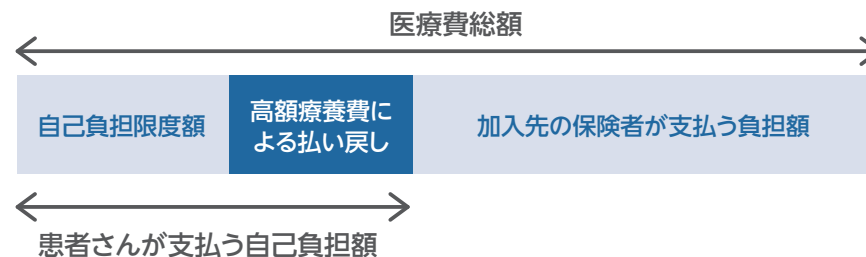 医療費総額
自己負担限度額
高額療養費に
よる払い戻し
加入先の保険者が支払う負担額
患者さんが支払う自己負担額